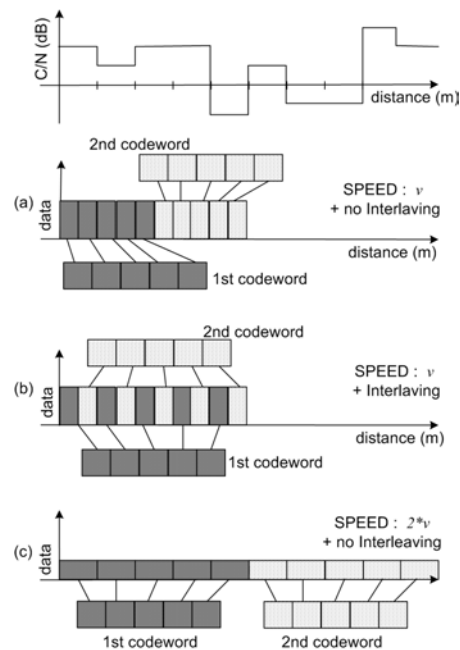 C/N (dB)
distance (m)
2nd codeword
(a)
data
SPEED : v
+ no Interlaving
distance (m)
1st codeword
2nd codeword
(b)
data
SPEED : v
+ Interlaving
distance (m)
1st codeword
(c)
data
SPEED : 2*v
+ no Interleaving
1st codeword
2nd codeword